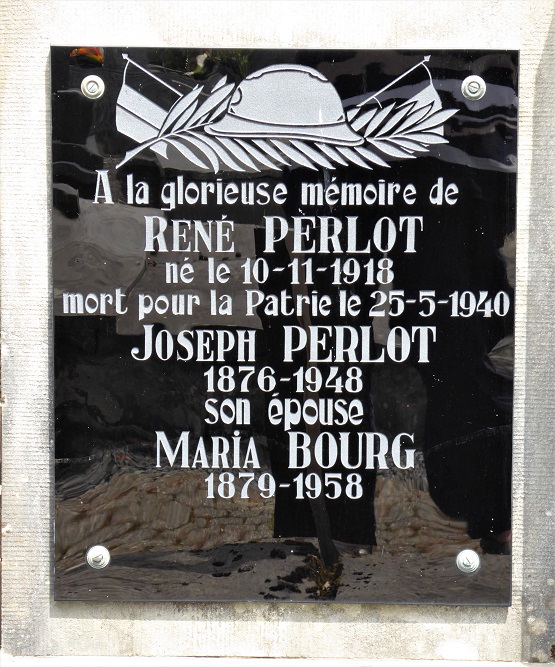 A la glorieuse mémoire de
RENÉ PERLOT
né le 10-11-1918
mort pour la Patrie le 25-5-1940
JOSEPH PERLOT
1876-1948
son épouse
MARIA BOURG
1879-1958